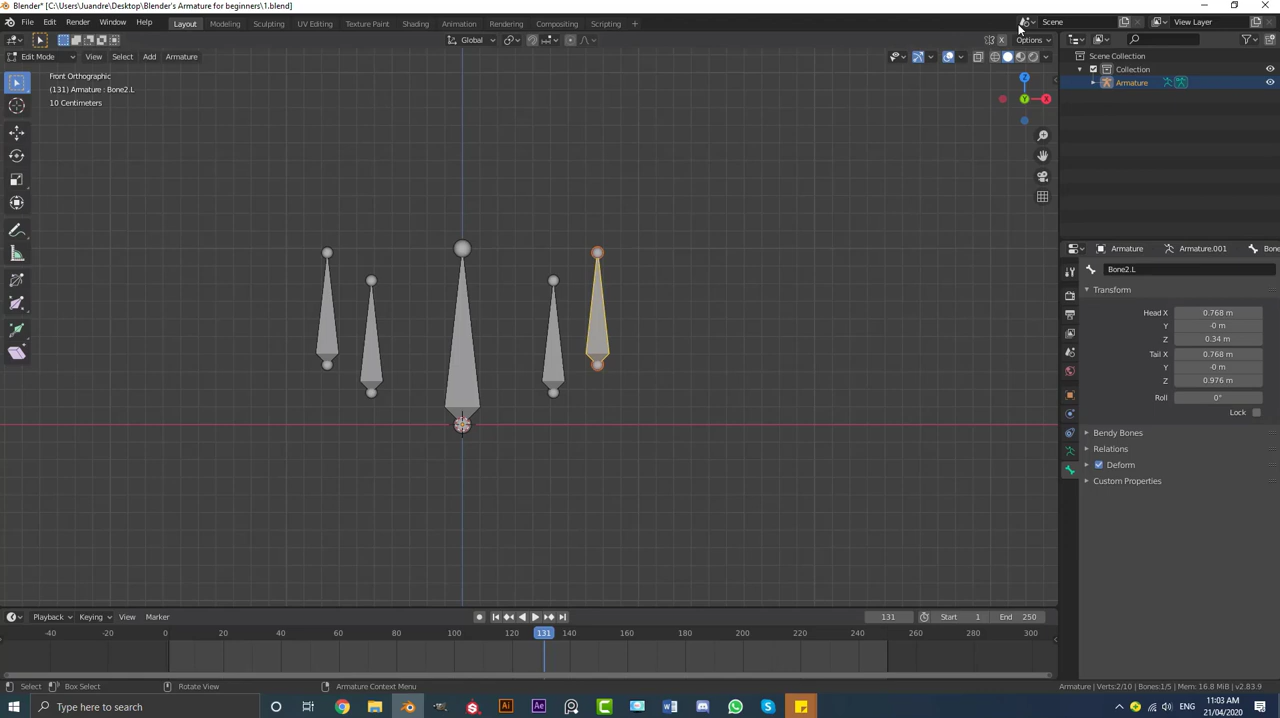 Blender* [C:\Users\Juandre\Desktop\Blender's Armature for beginners\1.blend]
File Edit Render Window Help Layout Modeling Sculpting UV Editing Texture Paint Shading Animation Rendering Compositing Scripting Scene View Layer
Global X Options
Edit Mode View Select Add Armature
Front Orthographic
(131) Armature : Bone2.L
10 Centimeters
Z
Y
X
Scene Collection
Collection
Armature
Armature Armature.001 Bone
Bone2.L
Transform
Head X 0.768 m
Y -0 m
Z 0.34 m
Tail X 0.768 m
Y -0 m
Z 0.976 m
Roll 0°
Lock
Bendy Bones
Relations
Deform
Custom Properties
Playback Keying View Marker 131 Start 1 End 250
-40 -20 0 20 40 60 80 100 120 131 140 160 180 200 220 240 260 280 300 320
Select Box Select Rotate View Armature Context Menu Armature | Verts:2/10 | Bones:1/5 | Mem: 16.8 MiB | v2.83.9
Type here to search
Ai Ae W S
ENG
11:03 AM
21/04/2020